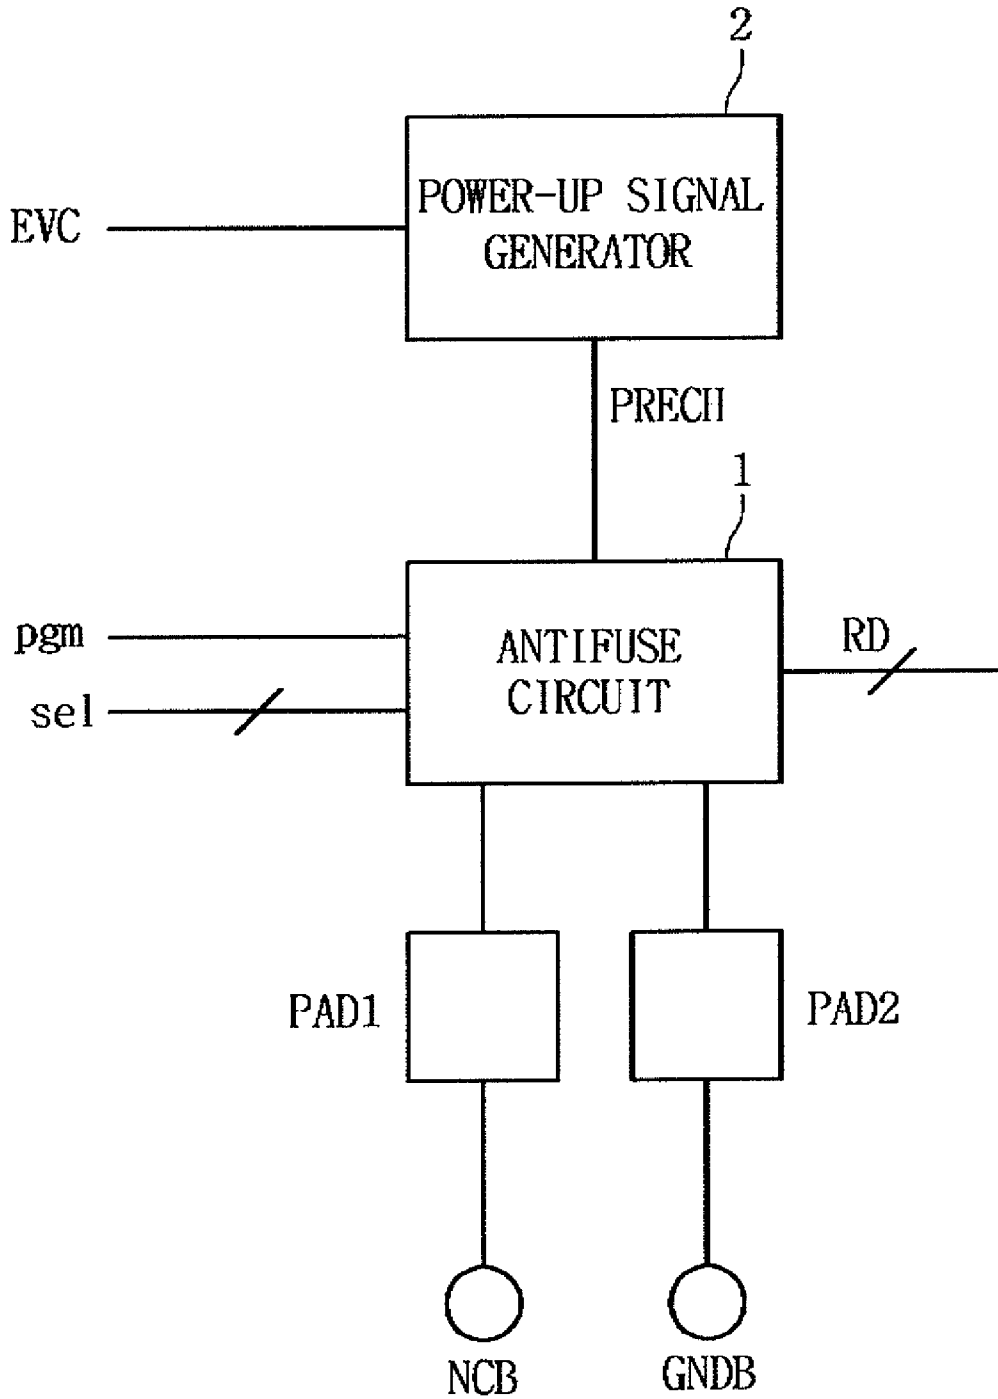 2
POWER-UP SIGNAL
GENERATOR
EVC
PRECH
1
pgm
sel
ANTIFUSE
CIRCUIT
RD
PAD1
PAD2
NCB
GNDB